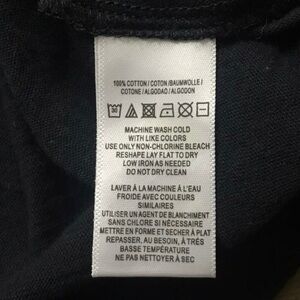 100% COTTON / COTON /BAUMWOLLE /
COTONE /ALGODAO / ALGODON
MACHINE WASH COLD
WITH LIKE COLORS
USE ONLY NON-CHLORINE BLEACH
RESHAPE LAY FLAT TO DRY
LOW IRON AS NEEDED
DO NOT DRY CLEAN
LAVER À LA MACHINE À L'EAU
FROIDE AVEC COULEURS
SIMILAIRES
UTILISER UN AGENT DE BLANCHIMENT
SANS CHLORE SI NÉCESSAIRE
METTRE EN FORME ET SÉCHER À PLAT
REPASSER, AU BESOIN, À TRÈS
BASSE TEMPÉRATURE
NE PAS NETTOYER À SEC